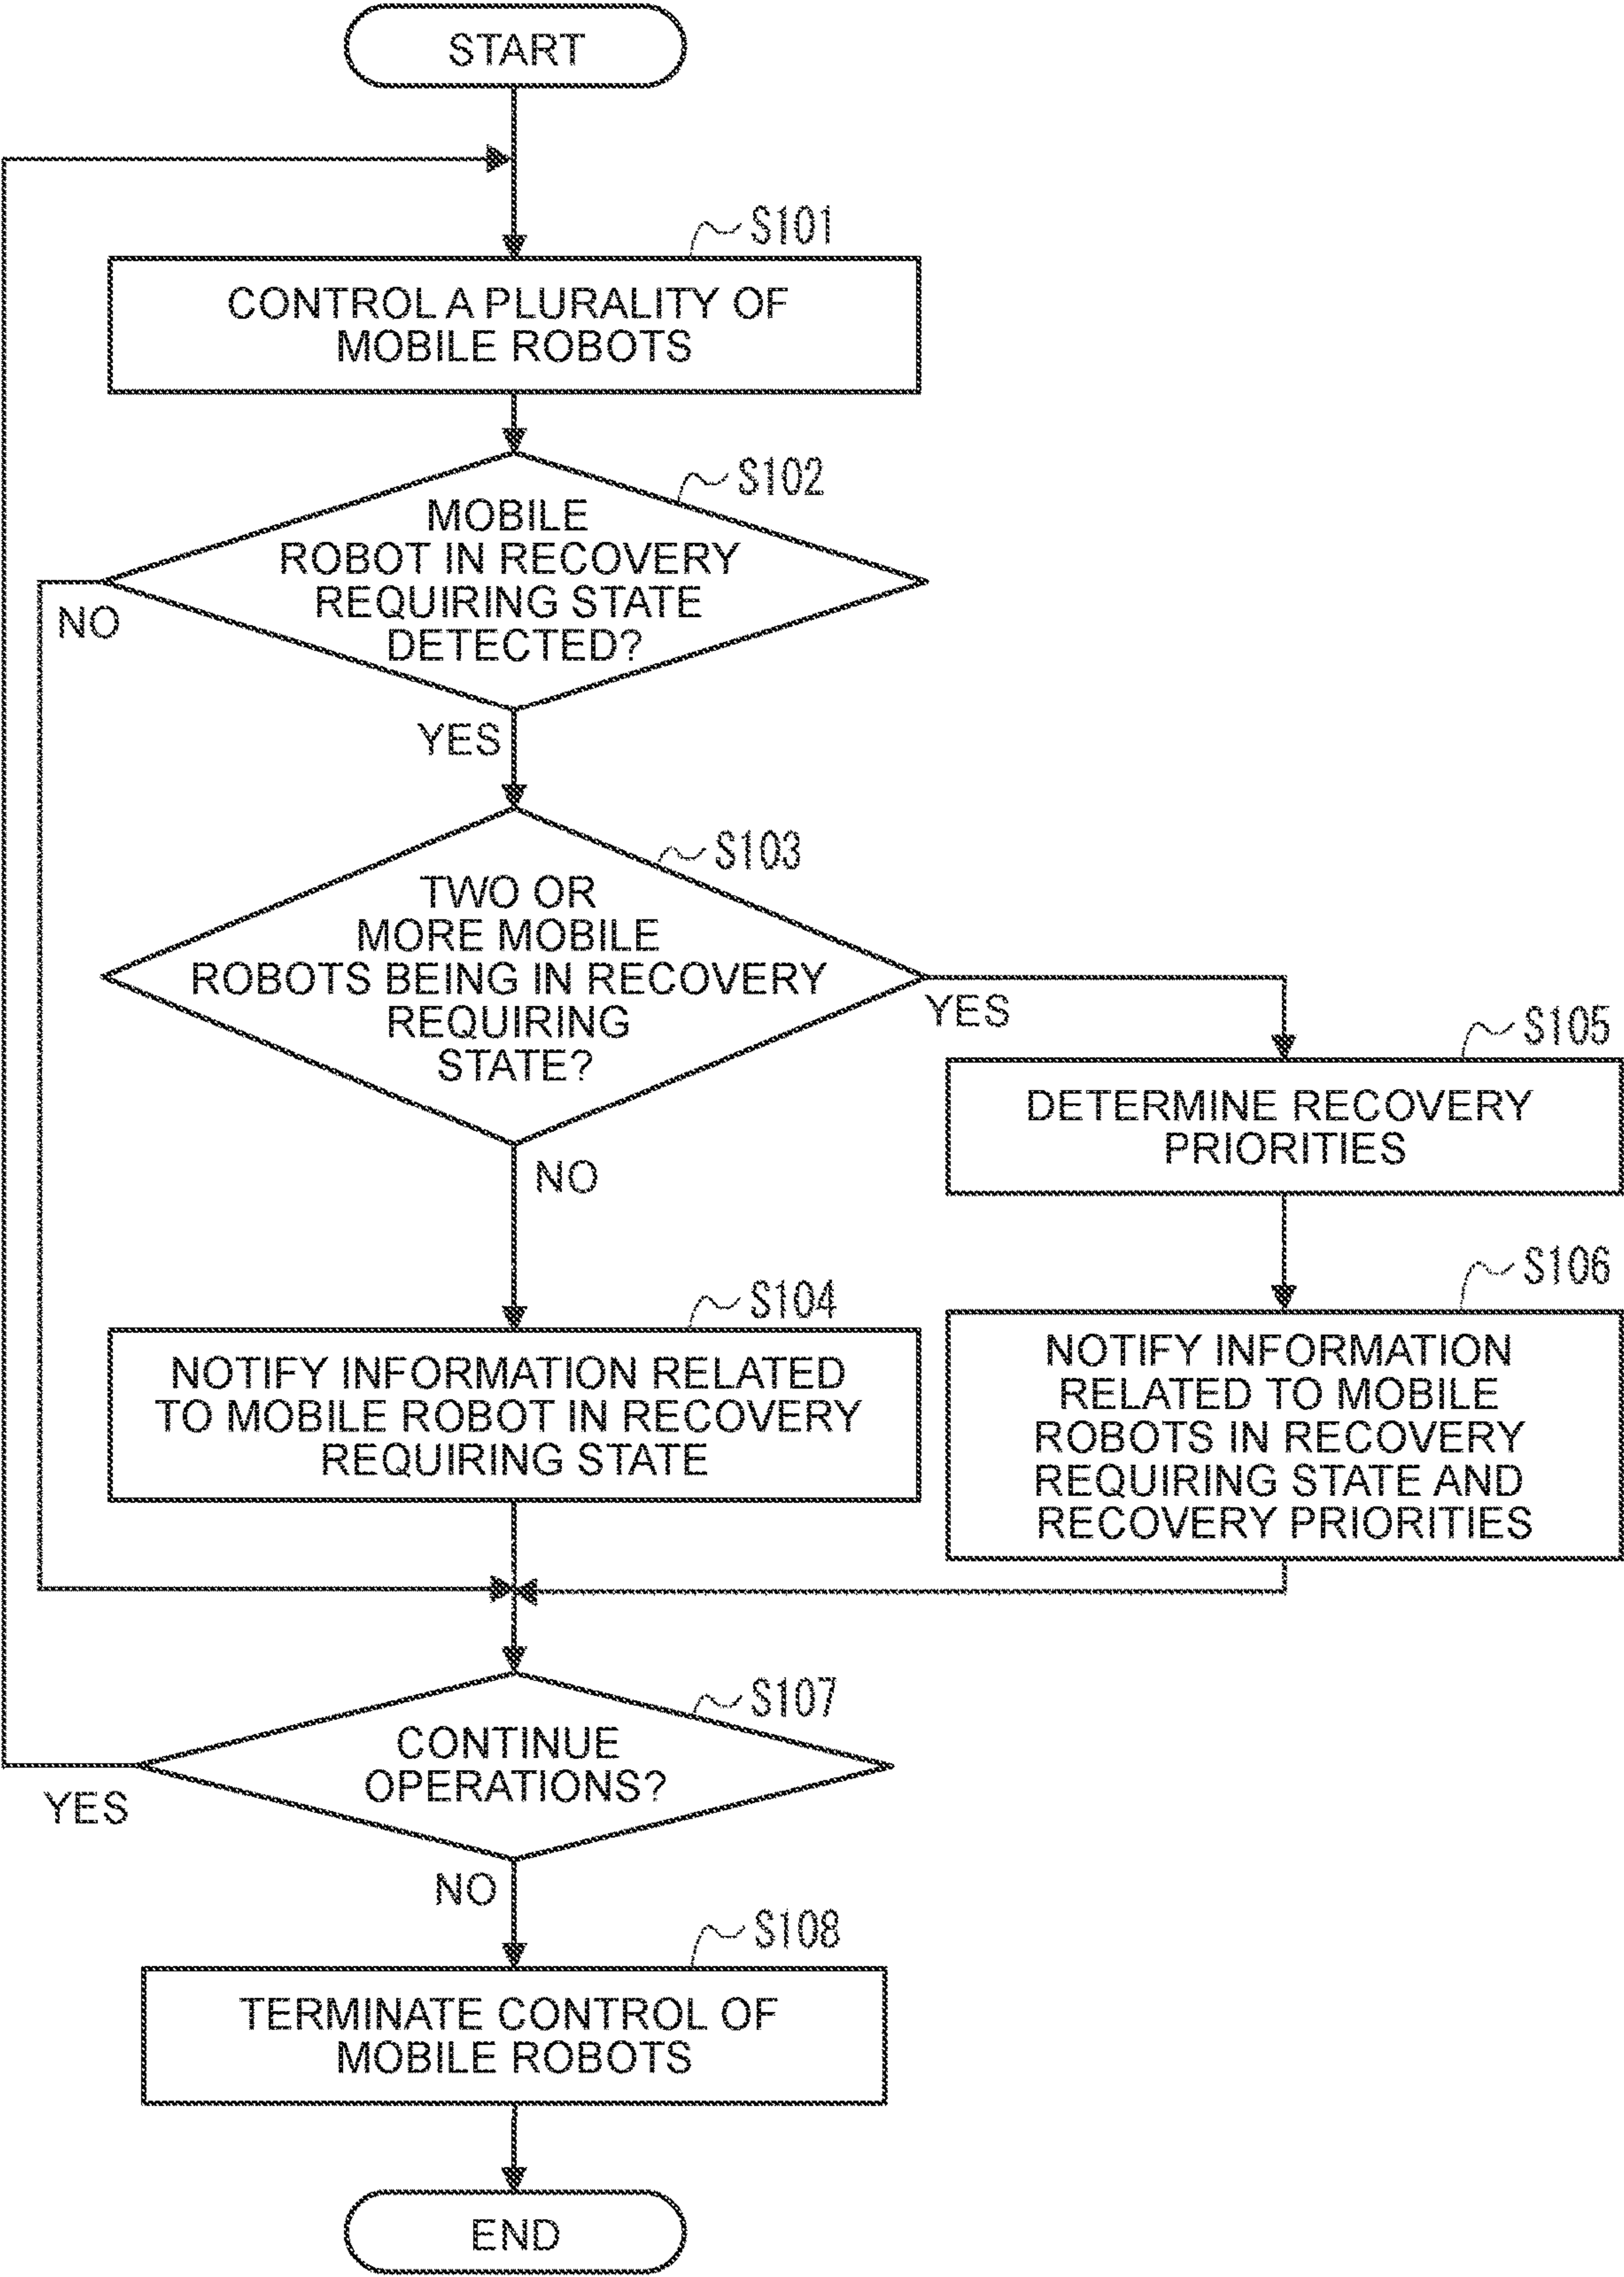 START
S101
CONTROL A PLURALITY OF
MOBILE ROBOTS
S102
MOBILE
ROBOT IN RECOVERY
REQUIRING STATE
DETECTED?
NO
YES
S103
TWO OR
MORE MOBILE
ROBOTS BEING IN RECOVERY
REQUIRING
STATE?
YES
NO
S105
DETERMINE RECOVERY
PRIORITIES
S104
NOTIFY INFORMATION RELATED
TO MOBILE ROBOT IN RECOVERY
REQUIRING STATE
S106
NOTIFY INFORMATION
RELATED TO MOBILE
ROBOTS IN RECOVERY
REQUIRING STATE AND
RECOVERY PRIORITIES
S107
CONTINUE
OPERATIONS?
YES
NO
S108
TERMINATE CONTROL OF
MOBILE ROBOTS
END